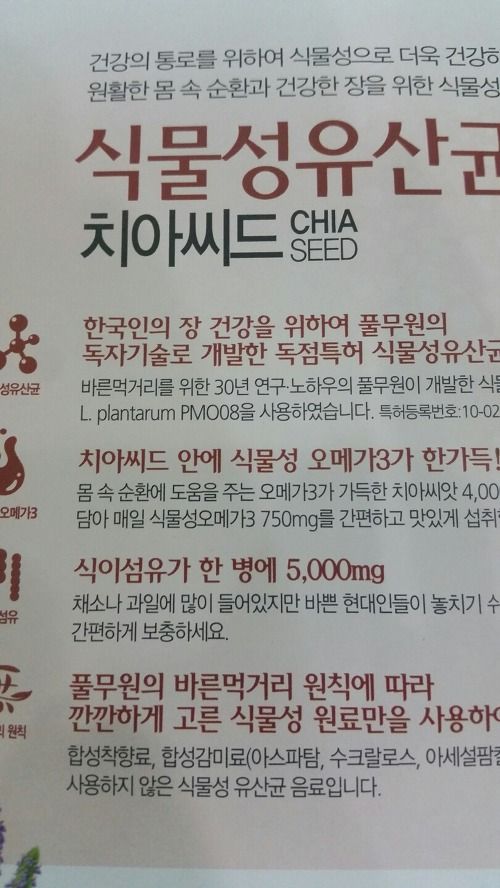 건강의 통로를 위하여 식물성으로 더욱 건강하
원활한 몸 속 순환과 건강한 장을 위한 식물성
식물성유산균
치아씨드 CHIA
SEED
한국인의 장 건강을 위하여 풀무원의
독자기술로 개발한 독점특허 식물성유산균
성유산균
바른먹거리를 위한 30년 연구·노하우의 풀무원이 개발한 식물
L. plantarum PMO08을 사용하였습니다. 특허등록번호:10-02
치아씨드 안에 식물성 오메가3가 한가득!
몸 속 순환에 도움을 주는 오메가3가 가득한 치아씨앗 4,00
오메가3
담아 매일 식물성오메가3 750mg를 간편하고 맛있게 섭취
식이섬유가 한 병에 5,000mg
채소나 과일에 많이 들어있지만 바쁜 현대인들이 놓치기 수
섬유
간편하게 보충하세요.
풀무원의 바른먹거리 원칙에 따라
깐깐하게 고른 식물성 원료만을 사용하
의 원칙
합성착향료, 합성감미료(아스파탐, 수크랄로스, 아세설팜칼
사용하지 않은 식물성 유산균 음료입니다.